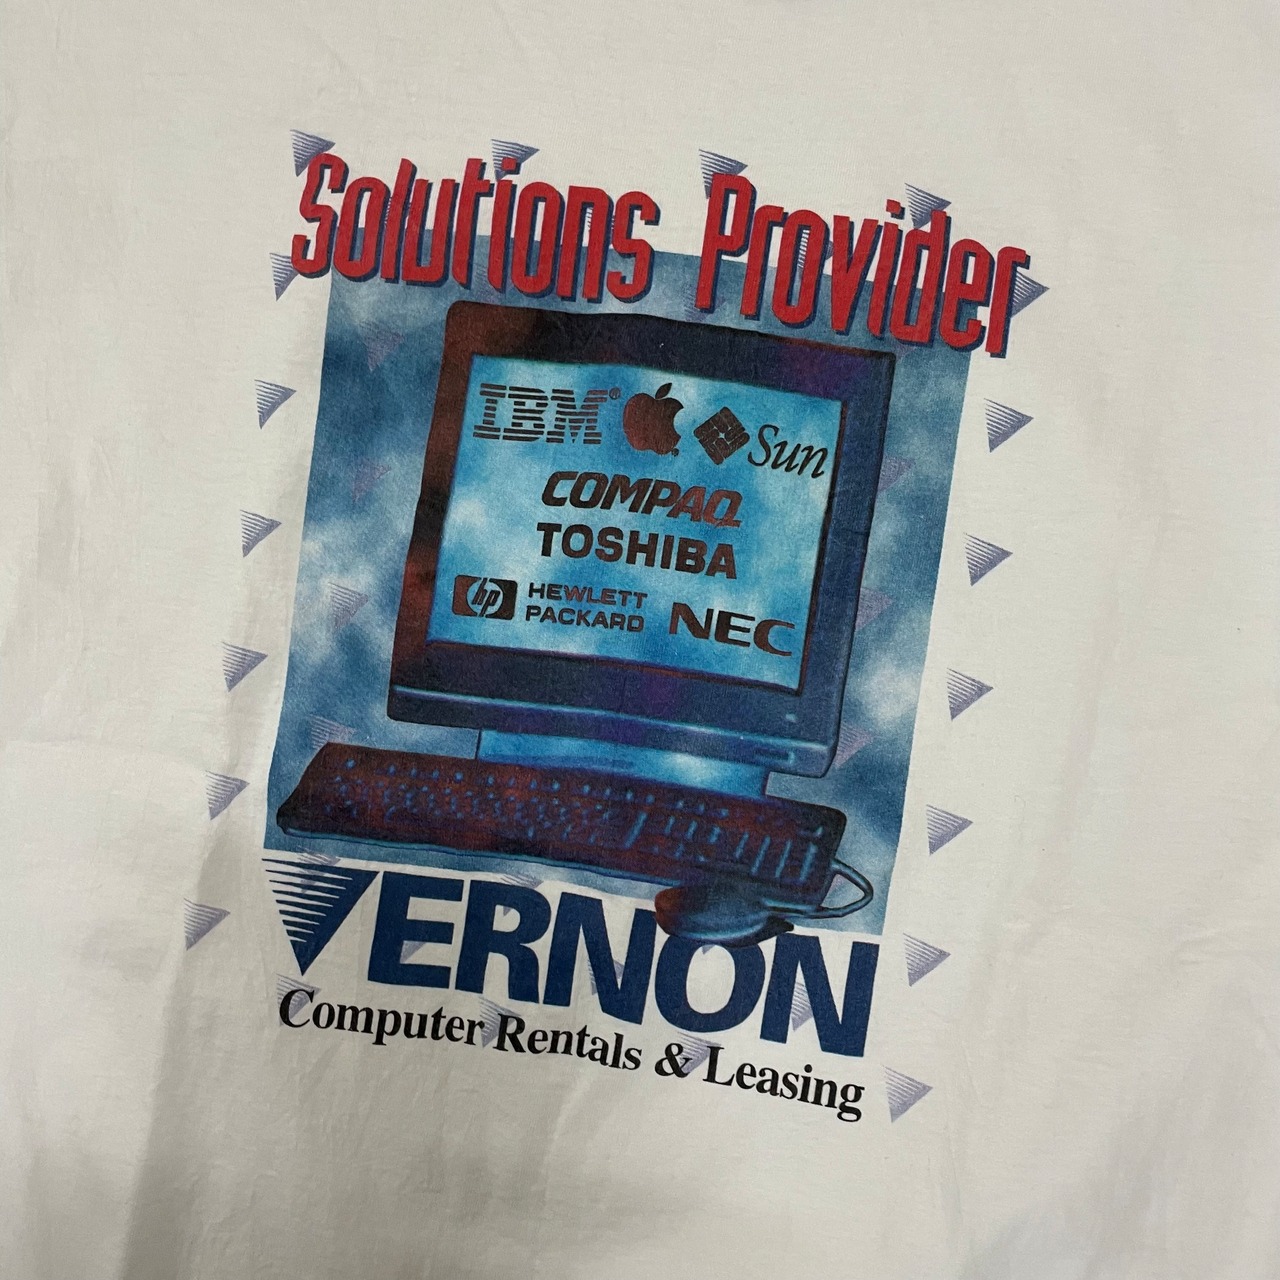 Solutions Provider
IBM® Sun
COMPAQ
TOSHIBA
hp HEWLETT PACKARD NEC
VERNON
Computer Rentals & Leasing